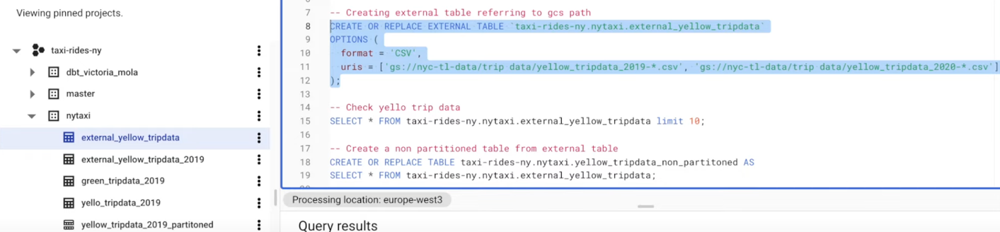 Viewing pinned projects.
taxi-rides-ny
dbt_victoria_mola
master
nytaxi
external_yellow_tripdata
external_yellow_tripdata_2019
green_tripdata_2019
yello_tripdata_2019
yellow_tripdata_2019_partitoned
7 -- Creating external table referring to gcs path
8 CREATE OR REPLACE EXTERNAL TABLE `taxi-rides-ny.nytaxi.external_yellow_tripdata`
9 OPTIONS (
10 format = 'CSV',
11 uris = ['gs://nyc-tl-data/trip data/yellow_tripdata_2019-*.csv', 'gs://nyc-tl-data/trip data/yellow_tripdata_2020-*.csv']
12 );
13
14 -- Check yello trip data
15 SELECT * FROM taxi-rides-ny.nytaxi.external_yellow_tripdata limit 10;
16
17 -- Create a non partitioned table from external table
18 CREATE OR REPLACE TABLE taxi-rides-ny.nytaxi.yellow_tripdata_non_partitoned AS
19 SELECT * FROM taxi-rides-ny.nytaxi.external_yellow_tripdata;
Processing location: europe-west3
Query results